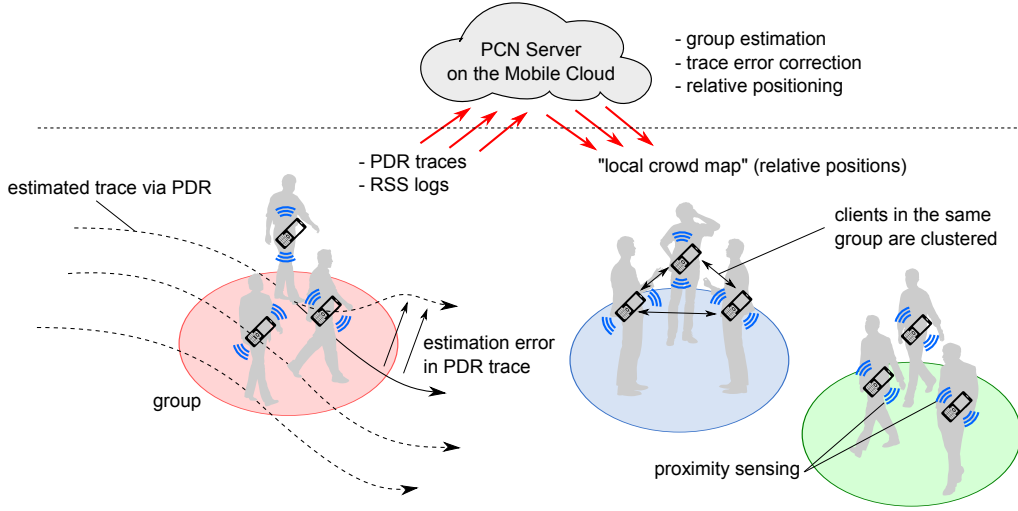 PCN Server
on the Mobile Cloud
- group estimation
- trace error correction
- relative positioning
- PDR traces
- RSS logs
"local crowd map" (relative positions)
estimated trace via PDR
clients in the same
group are clustered
estimation error
in PDR trace
group
proximity sensing